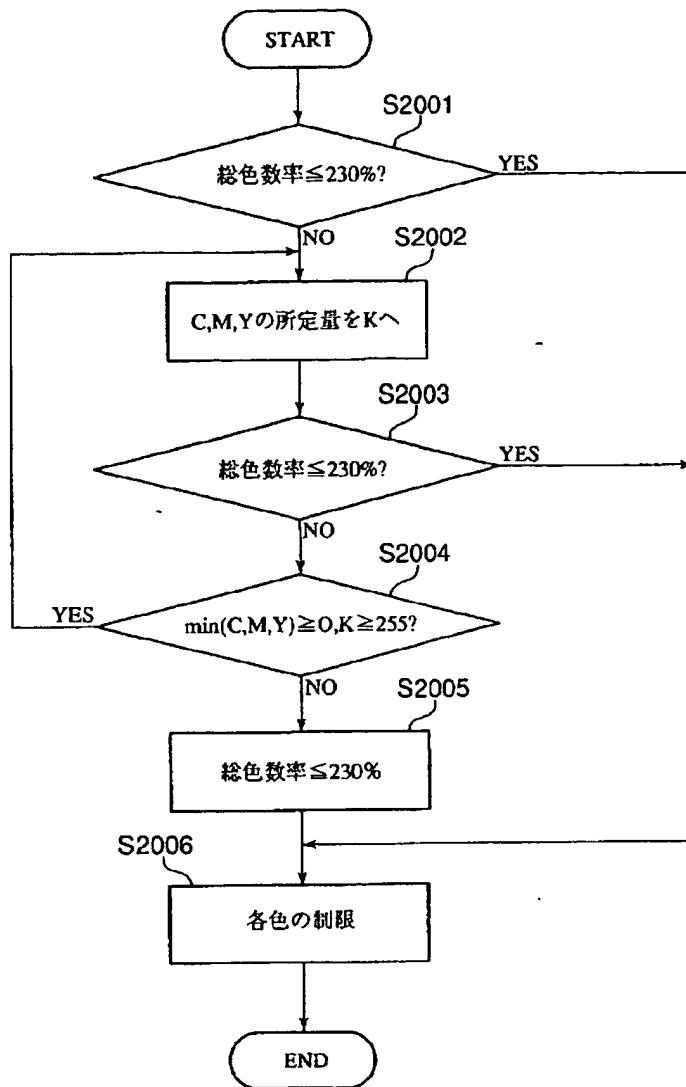 START
S2001
総色数率≦230%?
YES
NO
S2002
C,M,Yの所定量をKへ
S2003
総色数率≦230%?
YES
NO
S2004
YES
min(C,M,Y)≧O,K≧255?
NO
S2005
総色数率≦230%
S2006
各色の制限
END